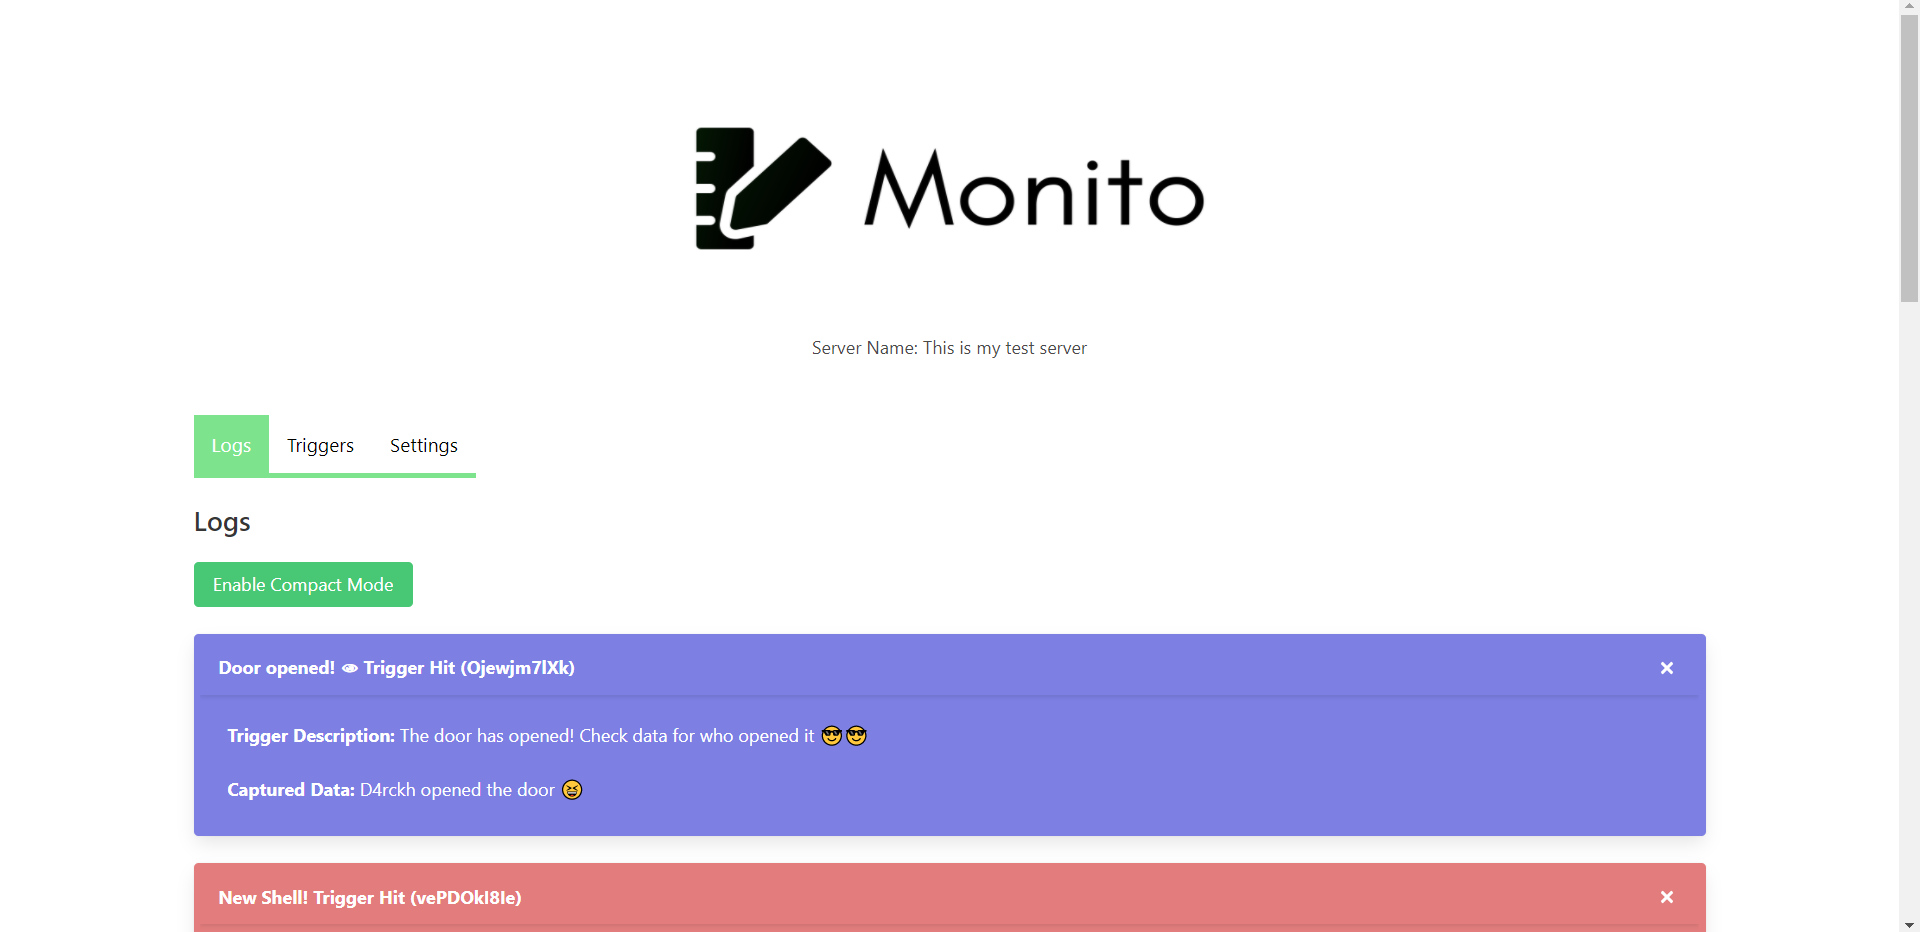 Monito
Server Name: This is my test server
Logs Triggers Settings
Logs
Enable Compact Mode
Door opened! 👁 Trigger Hit (Ojewjm7lXk)
Trigger Description: The door has opened! Check data for who opened it 😎😎
Captured Data: D4rckh opened the door 😆
New Shell! Trigger Hit (vePDOkI8Ie)